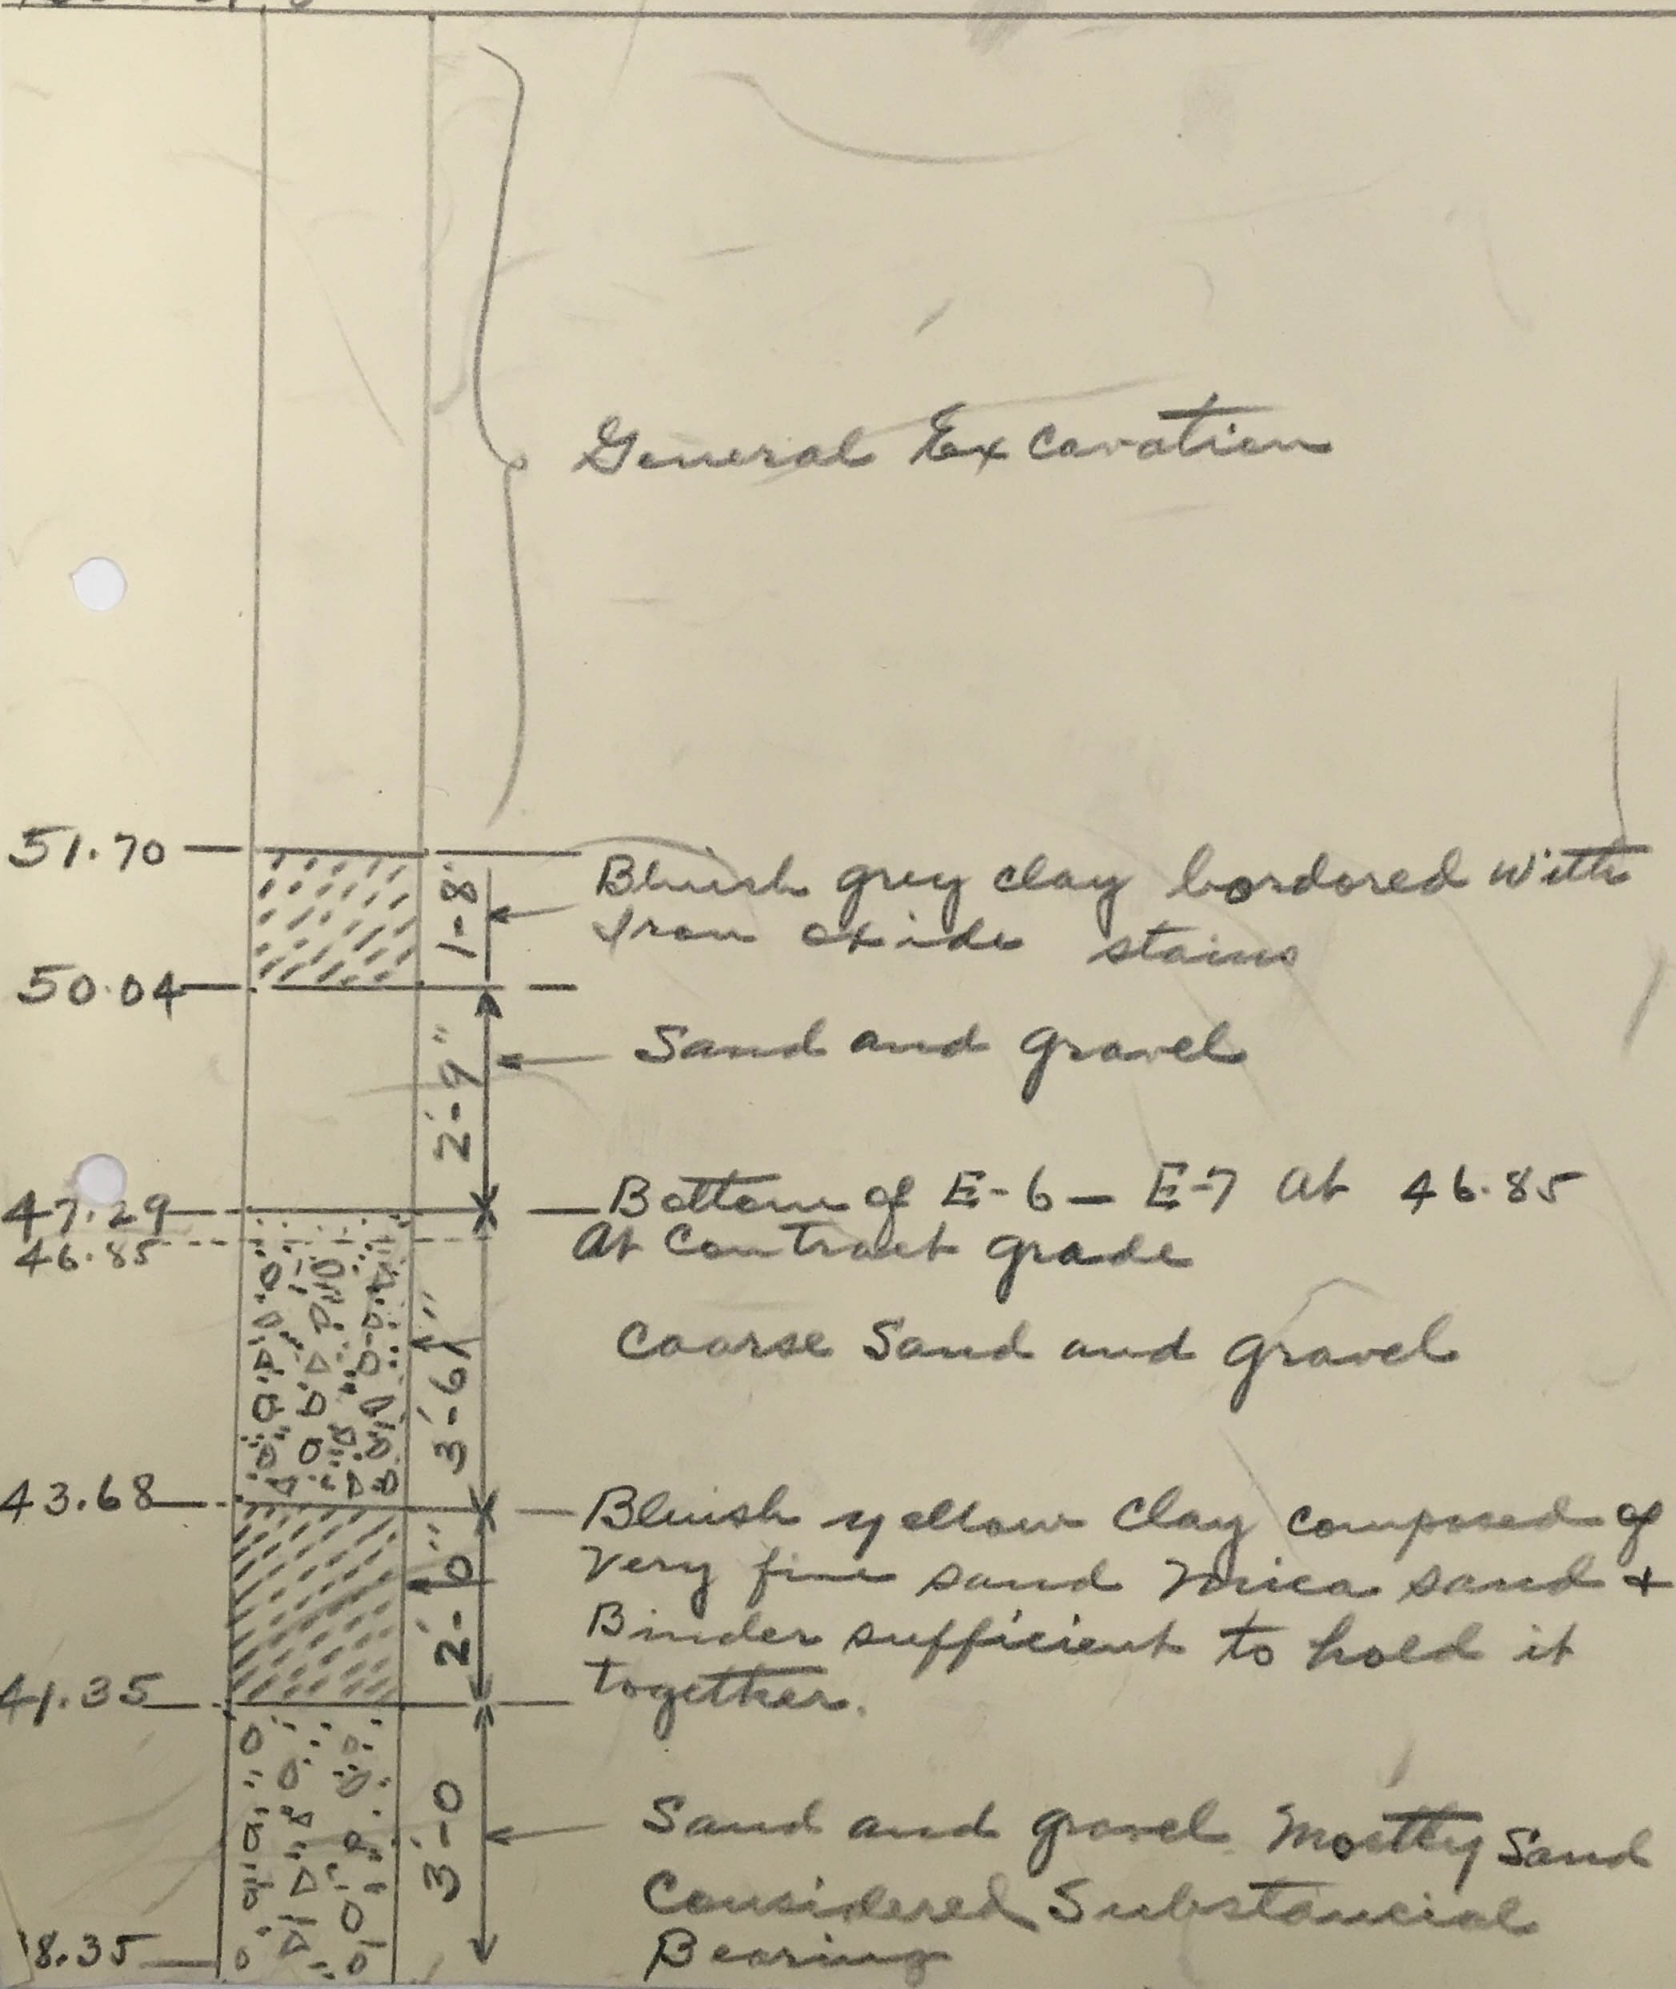 General Excavation
51.70
1'-8"
Bluish grey clay bordored with
Iron oxide stains
50.04
2'-9"
Sand and gravel
47.29
Bottom of E-6 - E-7 at 46.85
46.85
At Contract grade
3'-6"
Coarse Sand and gravel
43.68
Bluish yellow Clay composed of
2'-0"
Very fine sand Mica sand +
Binder sufficient to hold it
together.
41.35
3'-0
Sand and gravel. Mostly Sand
Considered Substancial
8.35
Bearing